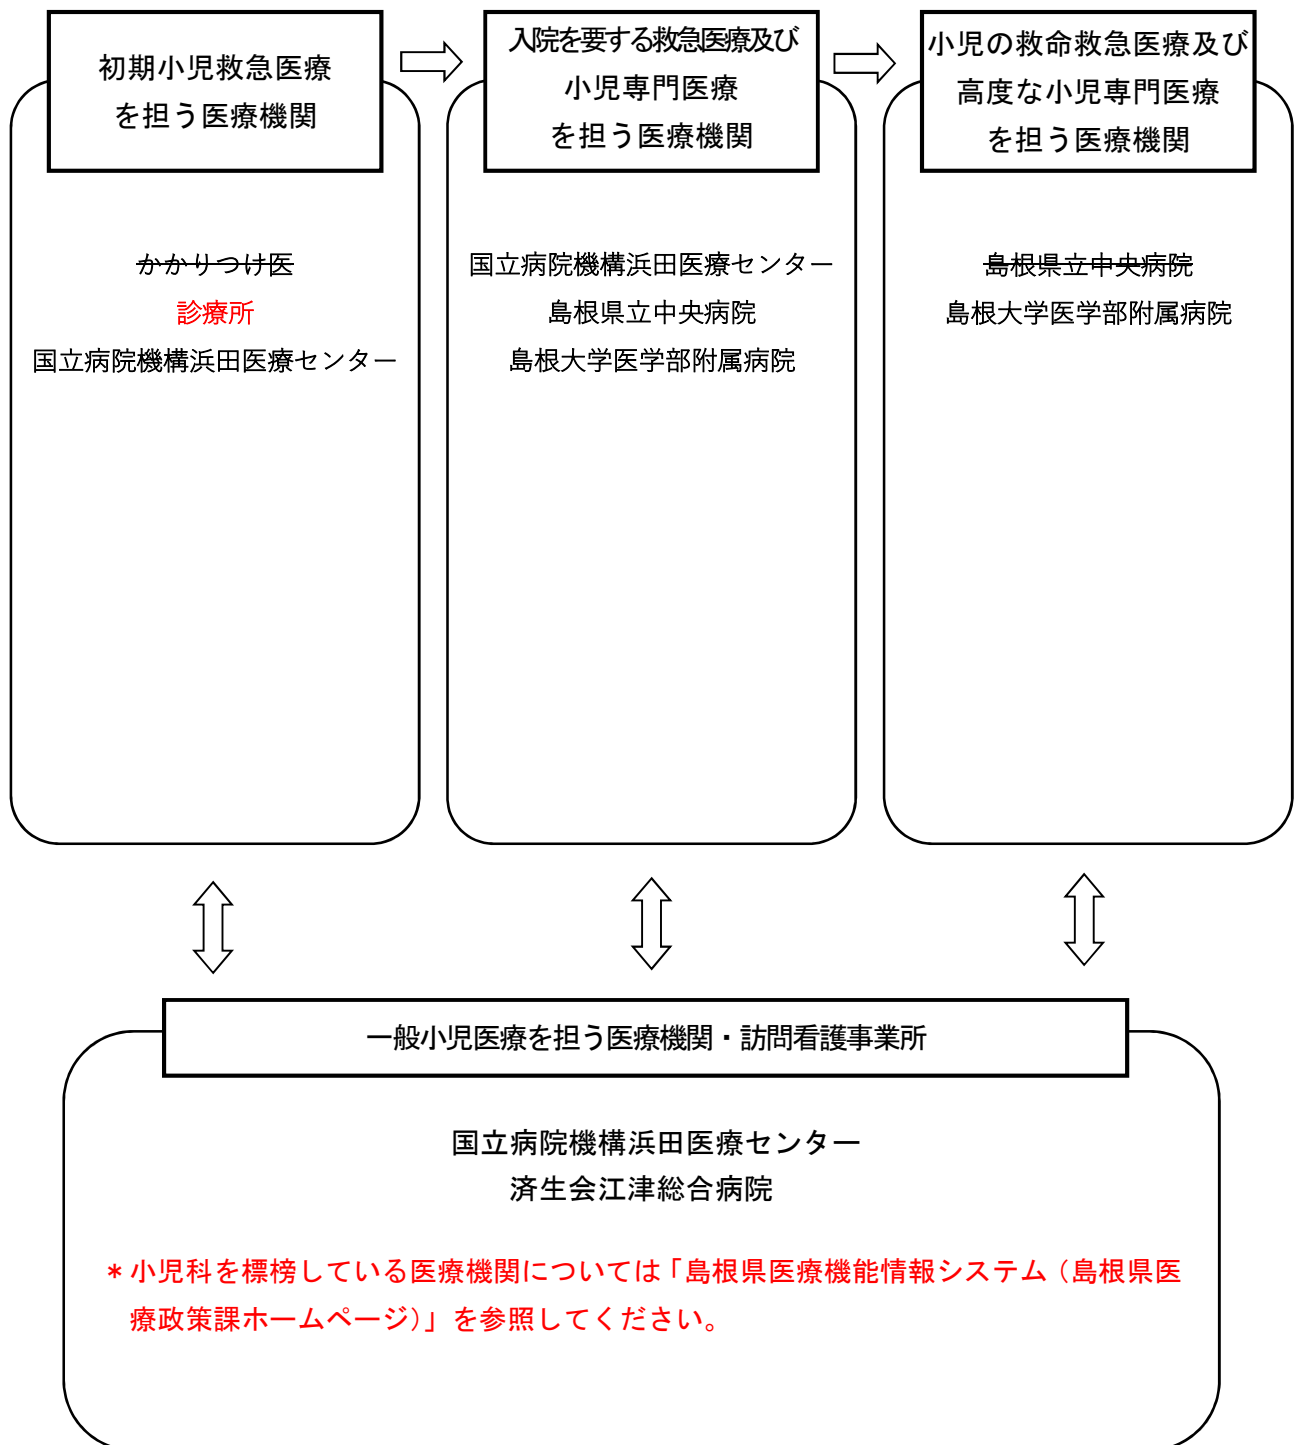 初期小児救急医療
を担う医療機関
入院を要する救急医療及び
小児専門医療
を担う医療機関
小児の救命救急医療及び
高度な小児専門医療
を担う医療機関
かかりつけ医
診療所
国立病院機構浜田医療センター
国立病院機構浜田医療センター
島根県立中央病院
島根大学医学部附属病院
島根県立中央病院
島根大学医学部附属病院
一般小児医療を担う医療機関・訪問看護事業所
国立病院機構浜田医療センター
済生会江津総合病院
*小児科を標榜している医療機関については「島根県医療機能情報システム(島根県医
療政策課ホームページ)」を参照してください。